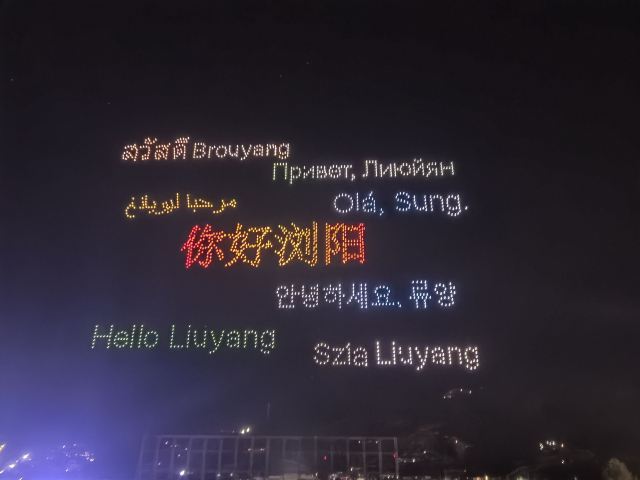 สวัสดี Brouyang
Привет, Лиюйян
مرحبا ليويانغ
Olá, Sung.
你好浏阳
안녕하세요, 류양
Hello Liuyang
Szia Liuyang